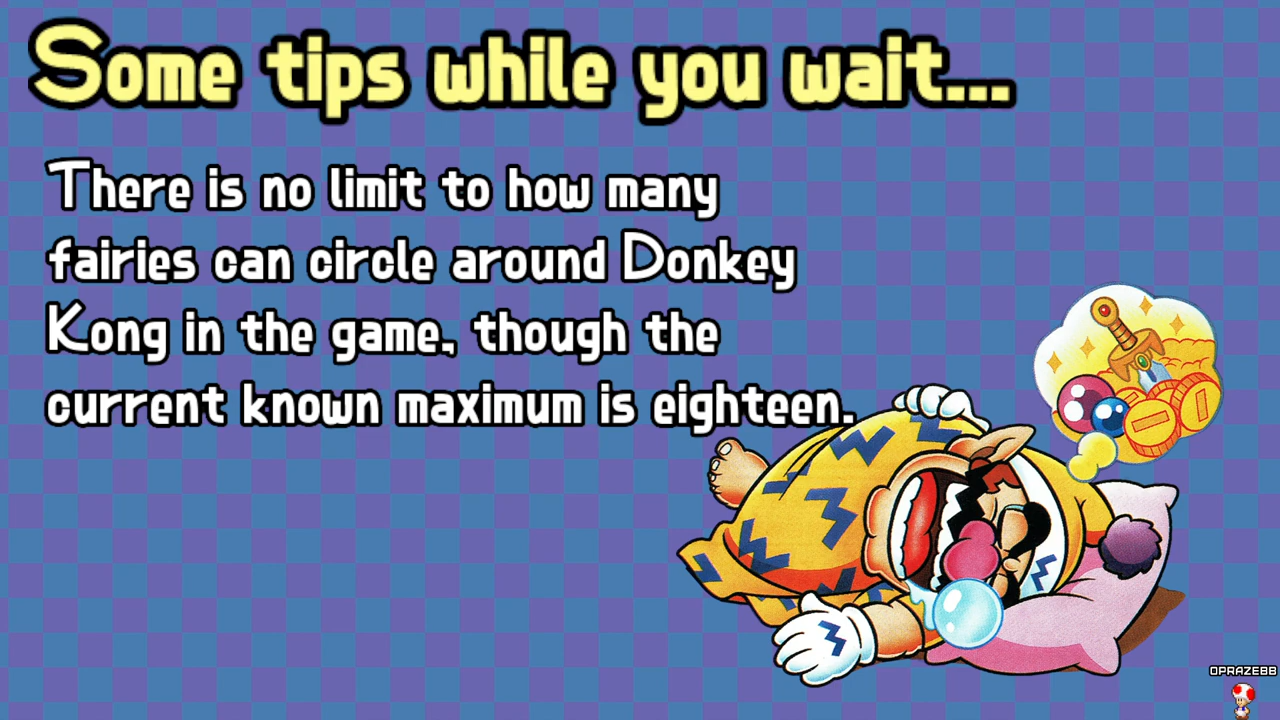 Some tips while you wait...
There is no limit to how many
fairies can circle around Donkey
Kong in the game, though the
current known maximum is eighteen.
OPRAZEBB